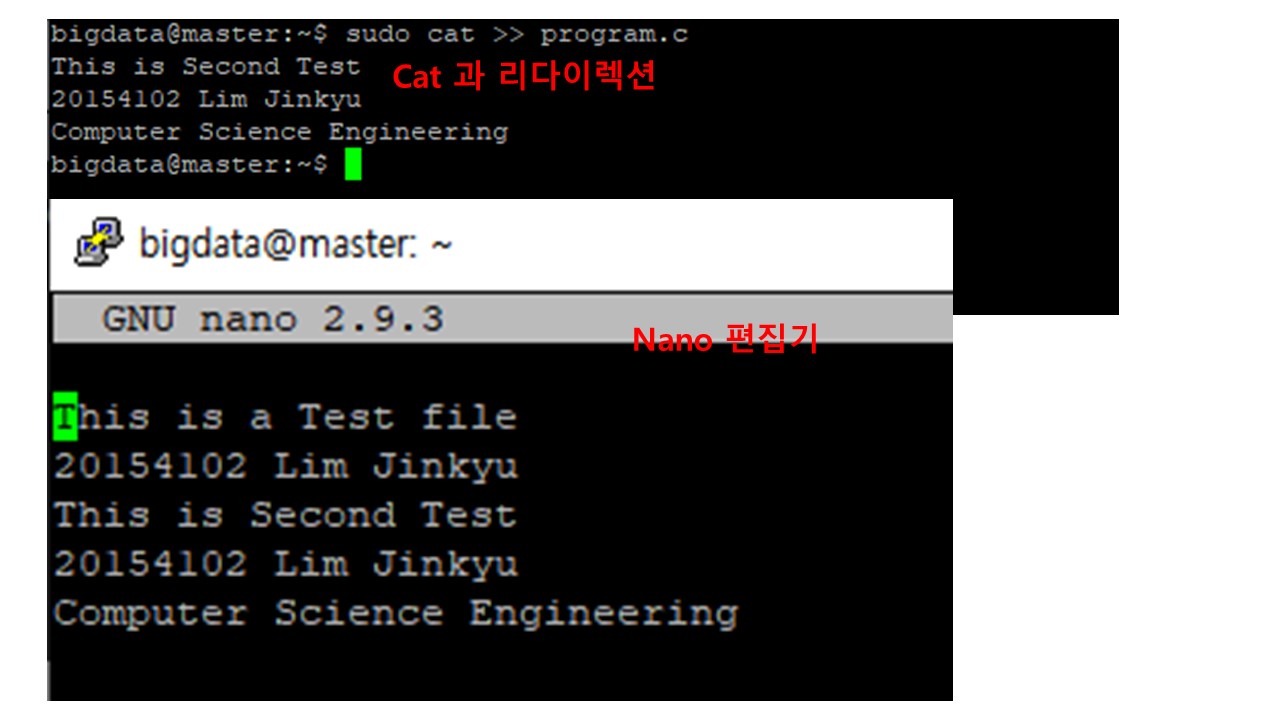 bigdata@master:~$ sudo cat >> program.c
This is Second Test
Cat 과 리다이렉션
20154102 Lim Jinkyu
Computer Science Engineering
bigdata@master:~$
bigdata@master: ~
GNU nano 2.9.3
Nano 편집기
This is a Test file
20154102 Lim Jinkyu
This is Second Test
20154102 Lim Jinkyu
Computer Science Engineering